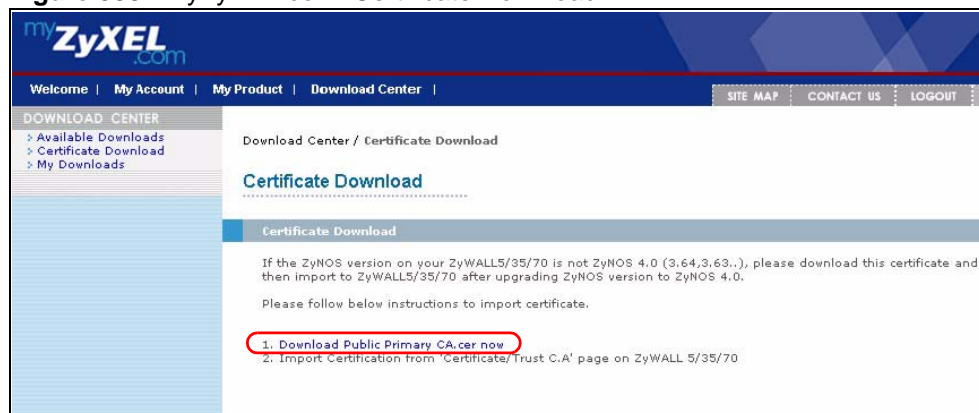 myZyXEL.com
Welcome | My Account | My Product | Download Center |
SITE MAP CONTACT US LOGOUT
DOWNLOAD CENTER
Available Downloads
Certificate Download
My Downloads
Download Center / Certificate Download
Certificate Download
Certificate Download
If the ZyNOS version on your ZyWALL5/35/70 is not ZyNOS 4.0 (3.64,3.63..), please download this certificate and
then import to ZyWALL5/35/70 after upgrading ZyNOS version to ZyNOS 4.0.
Please follow below instructions to import certificate.
1. Download Public Primary CA.cer now
2. Import Certification from 'Certificate/Trust C.A' page on ZyWALL 5/35/70